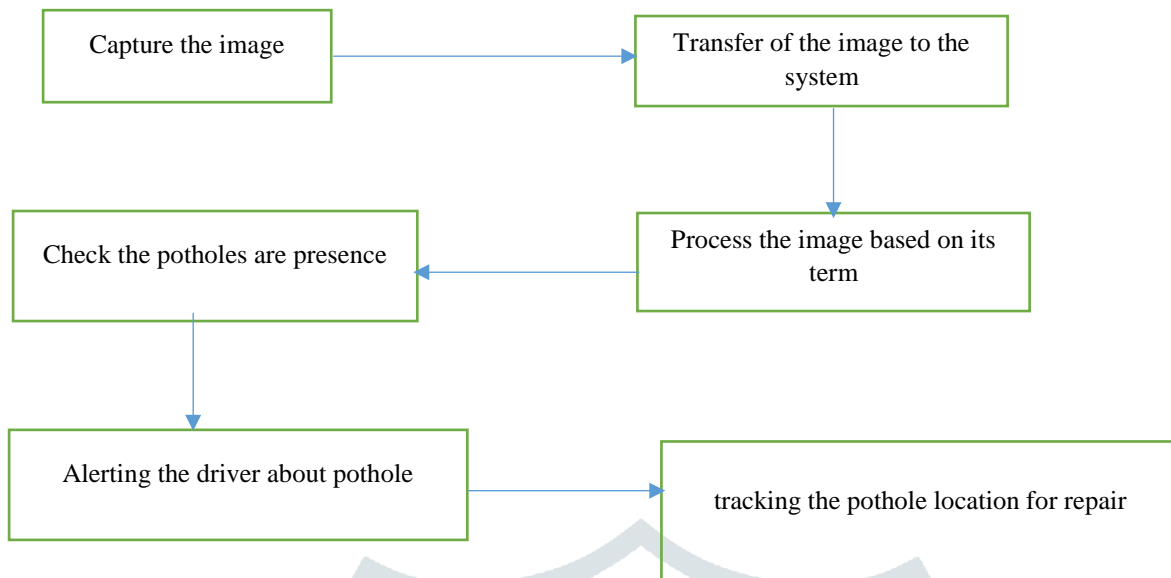 Capture the image
Transfer of the image to the
system
Process the image based on its
term
Check the potholes are presence
Alerting the driver about pothole
tracking the pothole location for repair